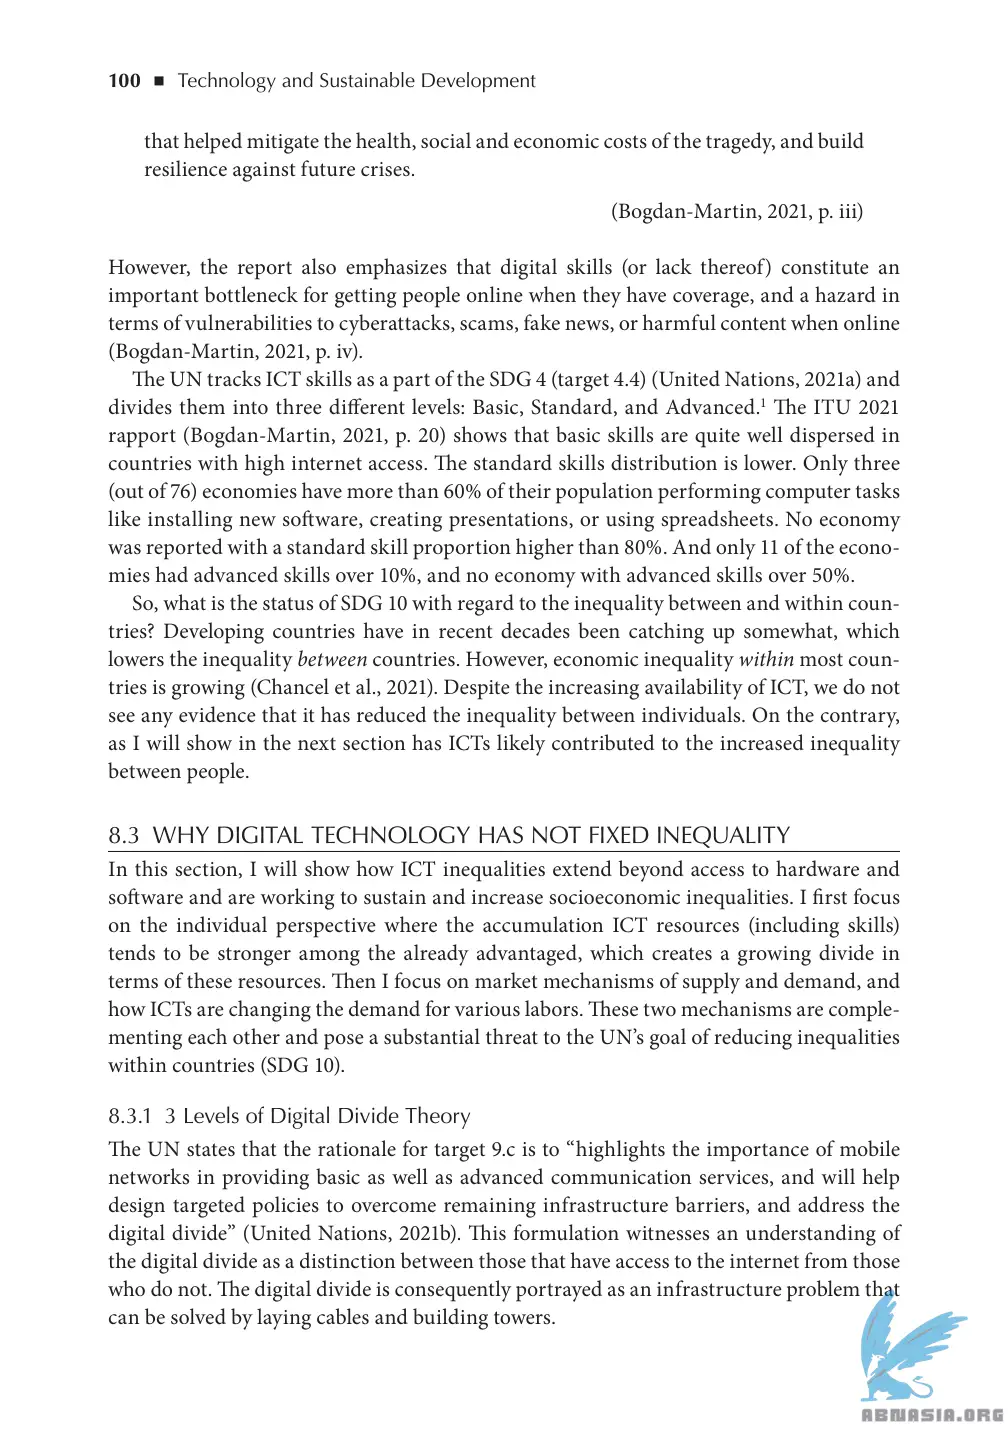 100 ■ Technology and Sustainable Development
that helped mitigate the health, social and economic costs of the tragedy, and build
resilience against future crises.
(Bogdan-Martin, 2021, p. iii)
However, the report also emphasizes that digital skills (or lack thereof) constitute an
important bottleneck for getting people online when they have coverage, and a hazard in
terms of vulnerabilities to cyberattacks, scams, fake news, or harmful content when online
(Bogdan-Martin, 2021, p. iv).
The UN tracks ICT skills as a part of the SDG 4 (target 4.4) (United Nations, 2021a) and
divides them into three different levels: Basic, Standard, and Advanced.¹ The ITU 2021
rapport (Bogdan-Martin, 2021, p. 20) shows that basic skills are quite well dispersed in
countries with high internet access. The standard skills distribution is lower. Only three
(out of 76) economies have more than 60% of their population performing computer tasks
like installing new software, creating presentations, or using spreadsheets. No economy
was reported with a standard skill proportion higher than 80%. And only 11 of the econo-
mies had advanced skills over 10%, and no economy with advanced skills over 50%.
So, what is the status of SDG 10 with regard to the inequality between and within coun-
tries? Developing countries have in recent decades been catching up somewhat, which
lowers the inequality between countries. However, economic inequality within most coun-
tries is growing (Chancel et al., 2021). Despite the increasing availability of ICT, we do not
see any evidence that it has reduced the inequality between individuals. On the contrary,
as I will show in the next section has ICTs likely contributed to the increased inequality
between people.
8.3 WHY DIGITAL TECHNOLOGY HAS NOT FIXED INEQUALITY
In this section, I will show how ICT inequalities extend beyond access to hardware and
software and are working to sustain and increase socioeconomic inequalities. I first focus
on the individual perspective where the accumulation ICT resources (including skills)
tends to be stronger among the already advantaged, which creates a growing divide in
terms of these resources. Then I focus on market mechanisms of supply and demand, and
how ICTs are changing the demand for various labors. These two mechanisms are comple-
menting each other and pose a substantial threat to the UN's goal of reducing inequalities
within countries (SDG 10).
8.3.1 3 Levels of Digital Divide Theory
The UN states that the rationale for target 9.c is to “highlights the importance of mobile
networks in providing basic as well as advanced communication services, and will help
design targeted policies to overcome remaining infrastructure barriers, and address the
digital divide” (United Nations, 2021b). This formulation witnesses an understanding of
the digital divide as a distinction between those that have access to the internet from those
who do not. The digital divide is consequently portrayed as an infrastructure problem that
can be solved by laying cables and building towers.
ABNASIA.ORG